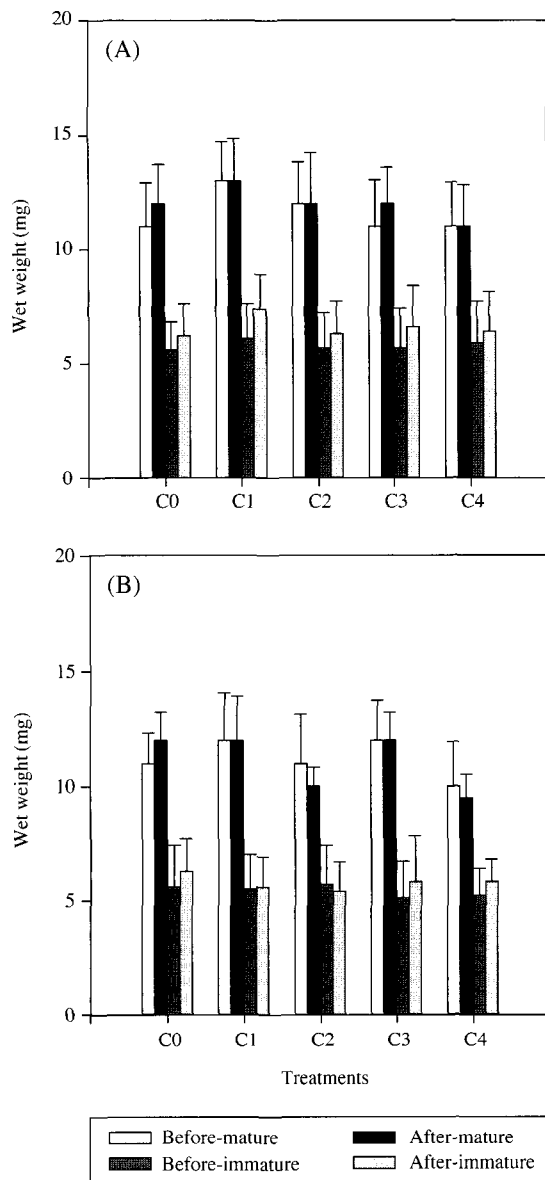 20
(A)
15
10
5
0
Wet weight (mg)
C0 C1 C2 C3 C4
20
(B)
15
10
5
0
Wet weight (mg)
C0 C1 C2 C3 C4
Treatments
Before-mature After-mature
Before-immature After-immature